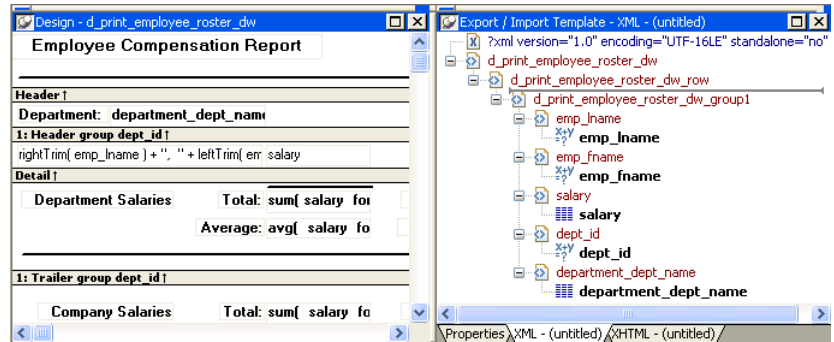 Design - d_print_employee_roster_dw
Employee Compensation Report
Header ↑
Department: department_dept_name
1: Header group dept_id ↑
rightTrim( emp_lname ) + ", " + leftTrim( em salary
Detail ↑
Department Salaries Total: sum( salary for
Average: avg( salary fo
1: Trailer group dept_id ↑
Company Salaries Total: sum( salary fo
Export / Import Template - XML - (untitled)
?xml version="1.0" encoding="UTF-16LE" standalone="no"
d_print_employee_roster_dw
d_print_employee_roster_dw_row
d_print_employee_roster_dw_group1
emp_lname
x+y=? emp_lname
emp_fname
x+y=? emp_fname
salary
salary
dept_id
x+y=? dept_id
department_dept_name
department_dept_name
Properties XML - (untitled) XHTML - (untitled)